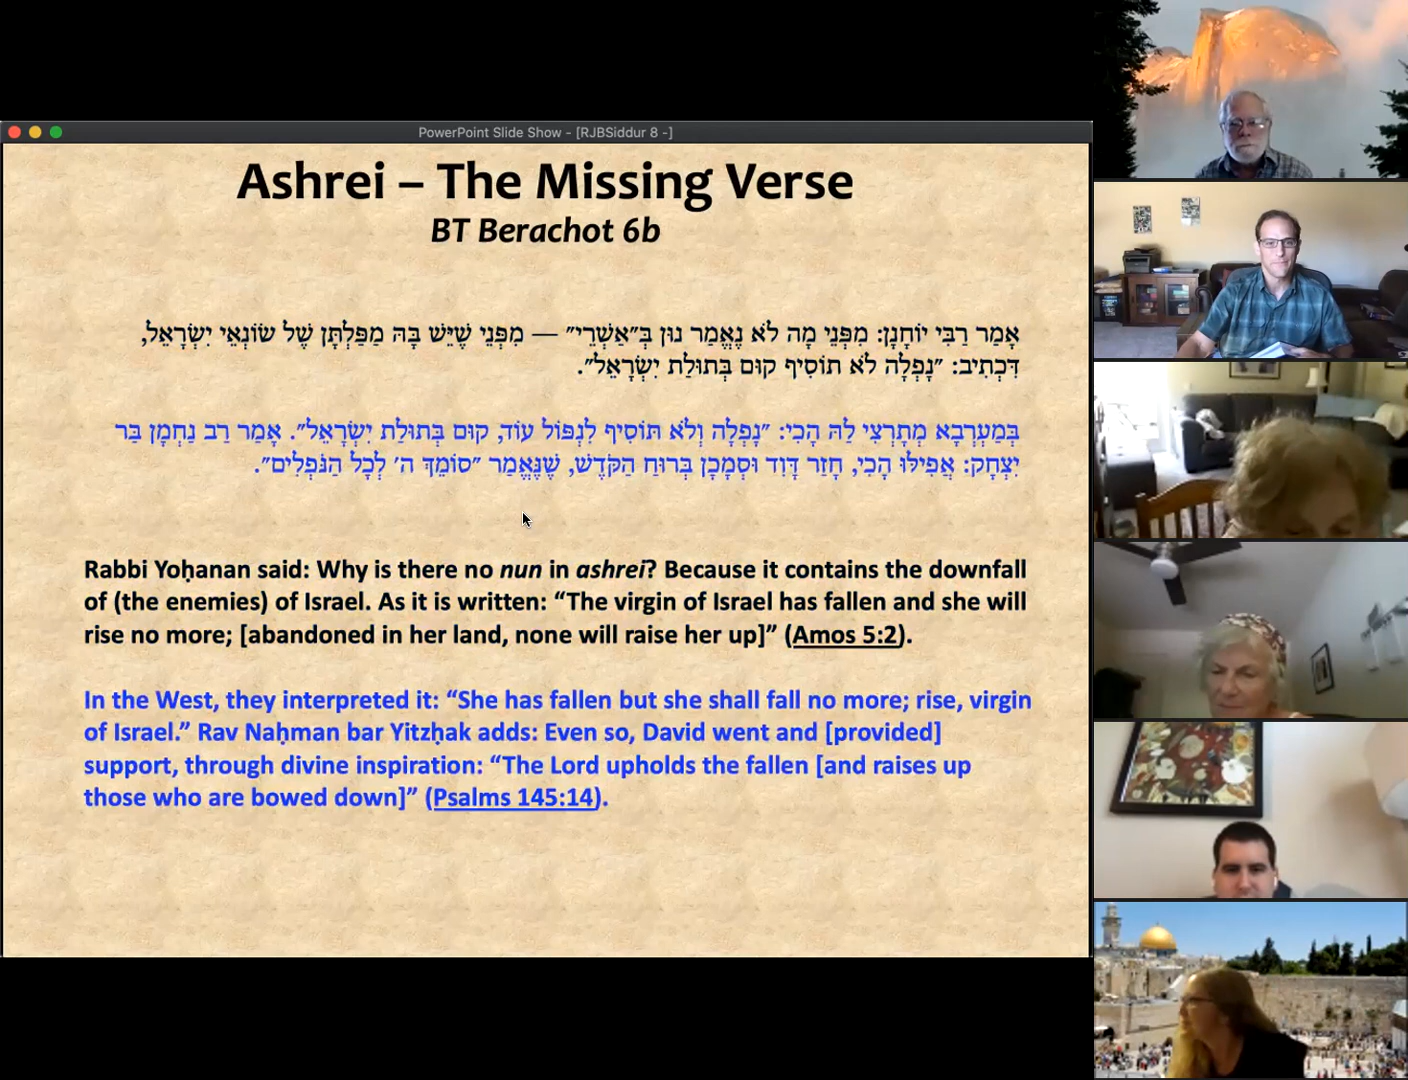 PowerPoint Slide Show - [RJBSiddur 8 -]
Ashrei – The Missing Verse
BT Berachot 6b
אָמַר רַבִּי יוֹחָנָן: מִפְּנֵי מָה לֹא נֶאֱמַר נוּן בְּ״אַשְׁרֵי״ — מִפְּנֵי שֶׁיֵּשׁ בָּהּ מַפַּלְתָּן שֶׁל שׂוֹנְאֵי יִשְׂרָאֵל,
דִּכְתִיב: ״נָפְלָה לֹא תוֹסִיף קוּם בְּתוּלַת יִשְׂרָאֵל״.
בְּמַעְרְבָא מְתָרְצִי לַהּ הָכִי: ״נָפְלָה וְלֹא תּוֹסִיף לִנְפּוֹל עוֹד, קוּם בְּתוּלַת יִשְׂרָאֵל״. אָמַר רַב נַחְמָן בַּר
יִצְחָק: אֲפִילּוּ הָכִי, חָזַר דָּוִד וּסְמָכָן בְּרוּחַ הַקֹּדֶשׁ, שֶׁנֶּאֱמַר ״סוֹמֵךְ ה׳ לְכָל הַנֹּפְלִים״.
Rabbi Yoḥanan said: Why is there no nun in ashrei? Because it contains the downfall
of (the enemies) of Israel. As it is written: “The virgin of Israel has fallen and she will
rise no more; [abandoned in her land, none will raise her up]” (Amos 5:2).
In the West, they interpreted it: “She has fallen but she shall fall no more; rise, virgin
of Israel.” Rav Naḥman bar Yitzḥak adds: Even so, David went and [provided]
support, through divine inspiration: “The Lord upholds the fallen [and raises up
those who are bowed down]” (Psalms 145:14).